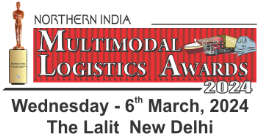 NORTHERN INDIA
MULTIMODAL
LOGISTICS AWARDS
2024
Wednesday - 6th March, 2024
The Lalit New Delhi